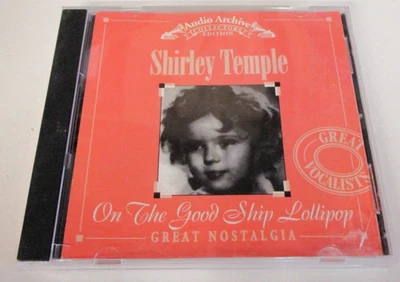 Audio Archive
COLLECTORS
EDITION
Shirley Temple
GREAT
VOCALISTS
On The Good Ship Lollipop
GREAT NOSTALGIA